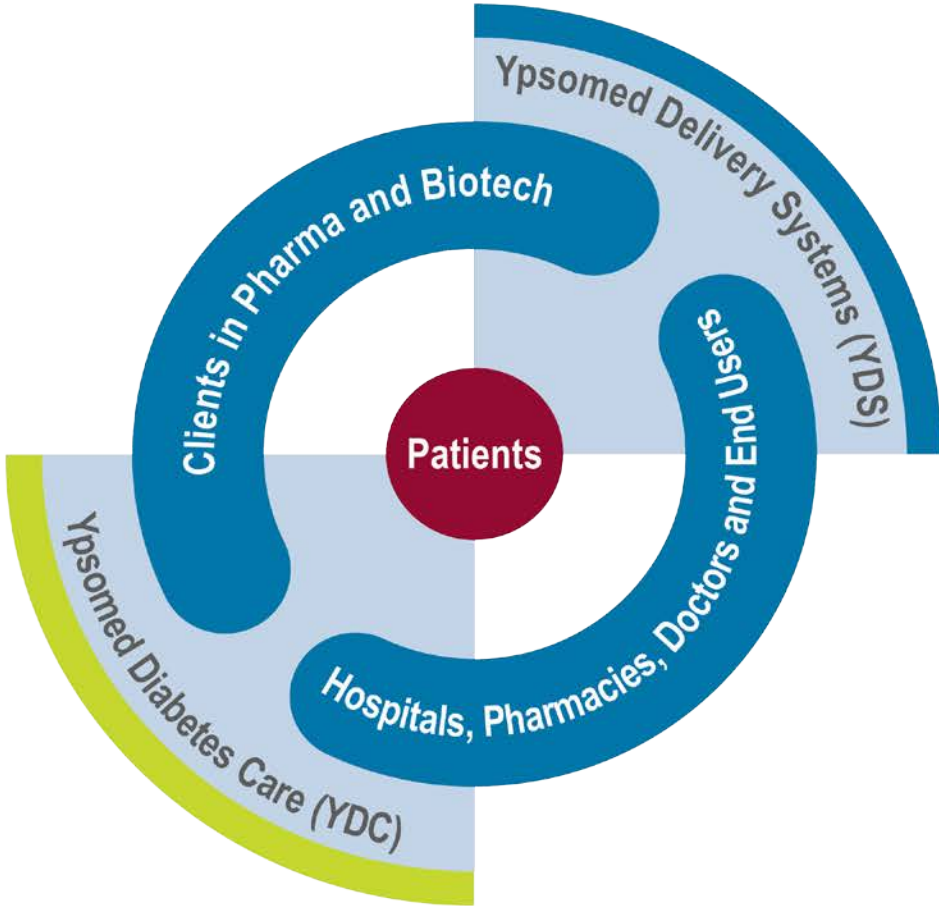 Ypsomed Delivery Systems (YDS)
Clients in Pharma and Biotech
Patients
Hospitals, Pharmacies, Doctors and End Users
Ypsomed Diabetes Care (YDC)